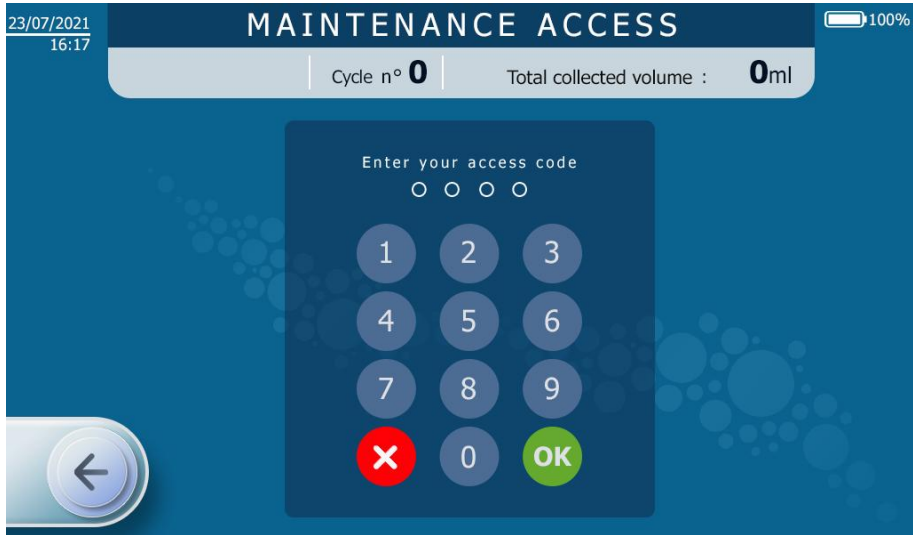 23/07/2021
16:17
MAINTENANCE ACCESS
100%
Cycle n° 0 Total collected volume : 0ml
Enter your access code
1 2 3
4 5 6
7 8 9
0 OK